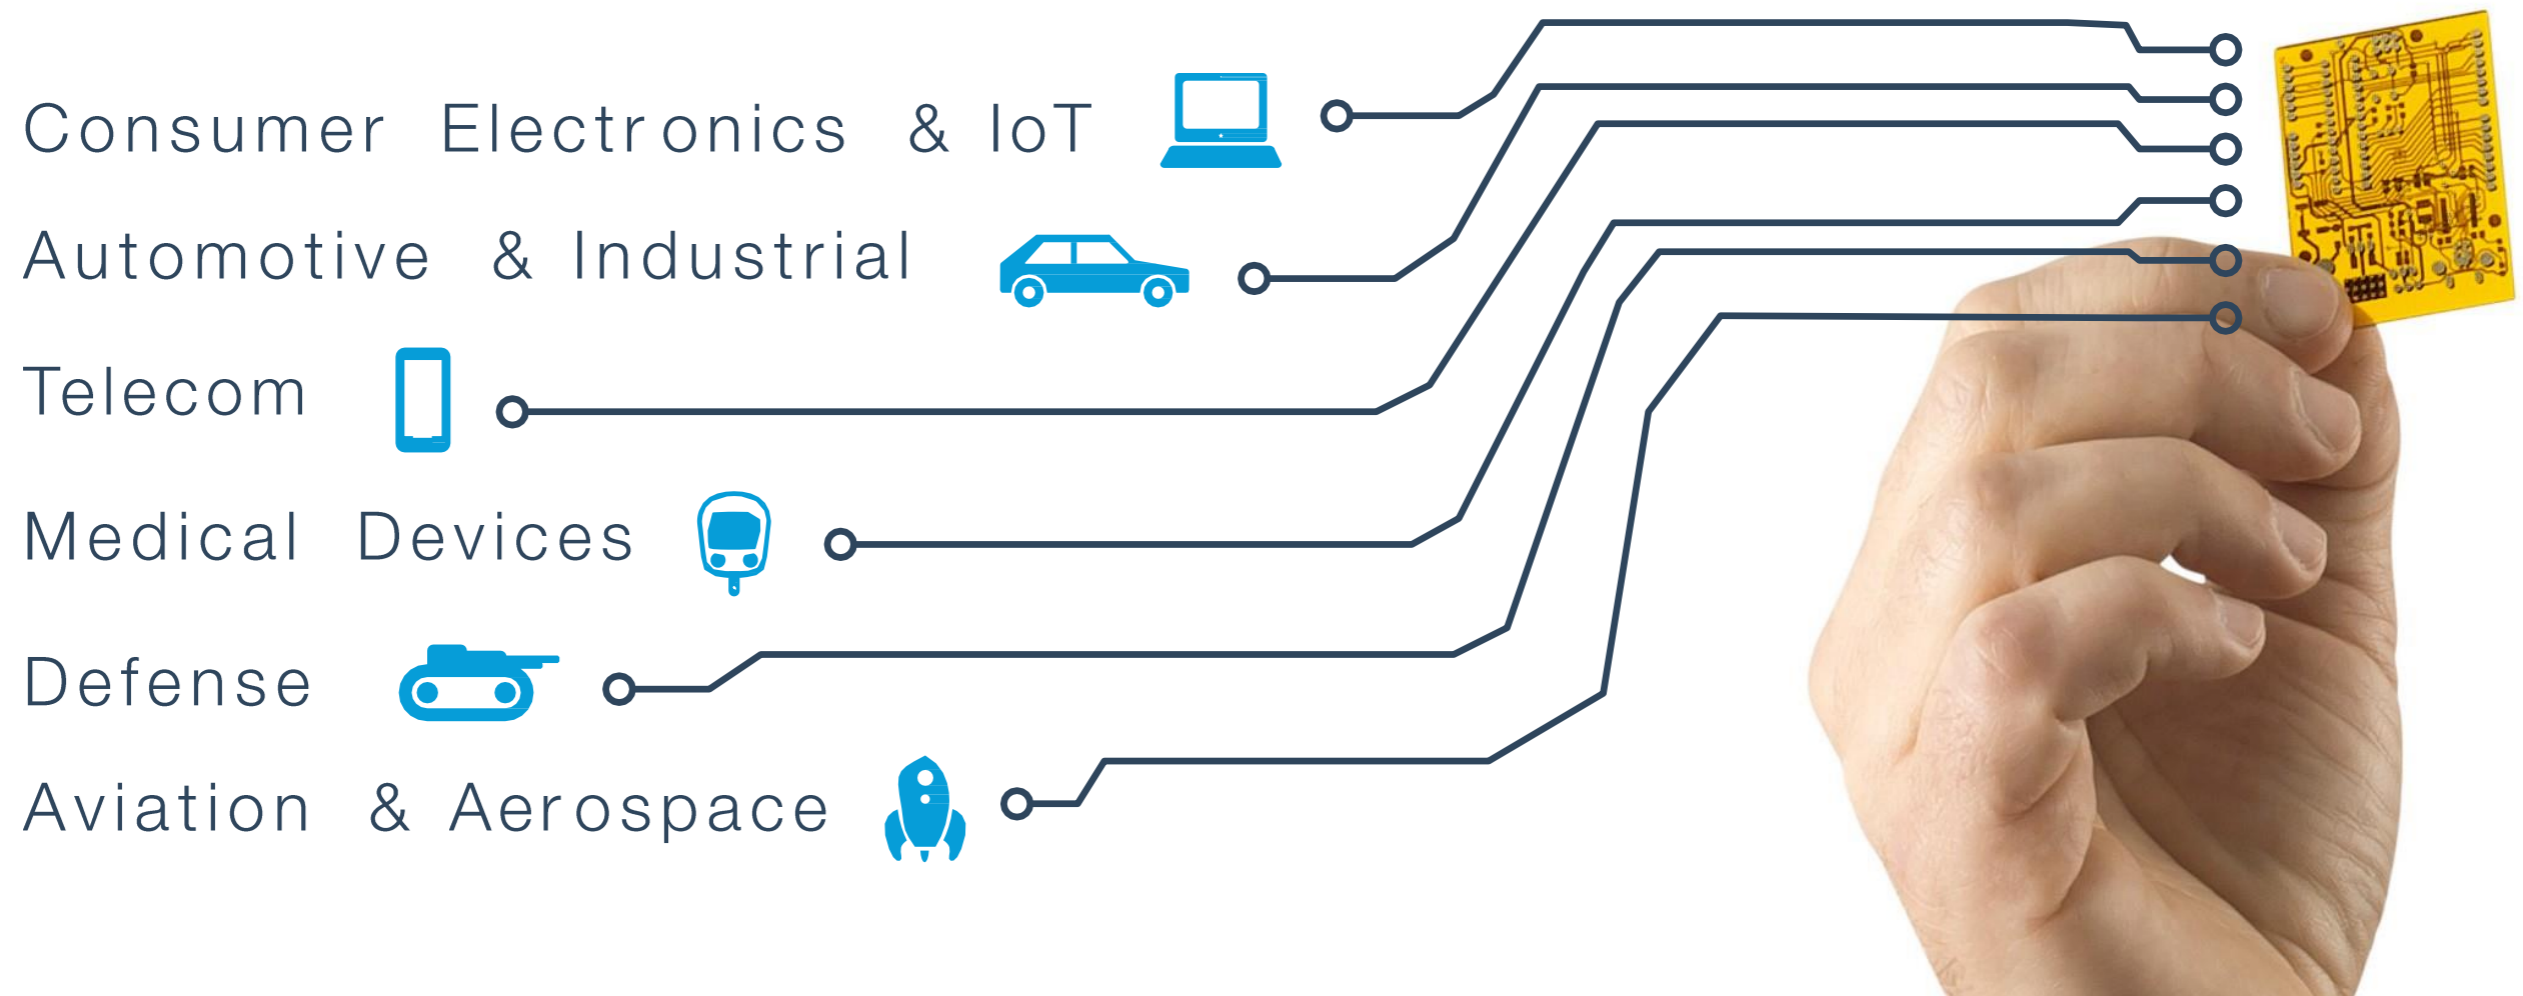 Consumer Electronics & IoT
Automotive & Industrial
Telecom
Medical Devices
Defense
Aviation & Aerospace